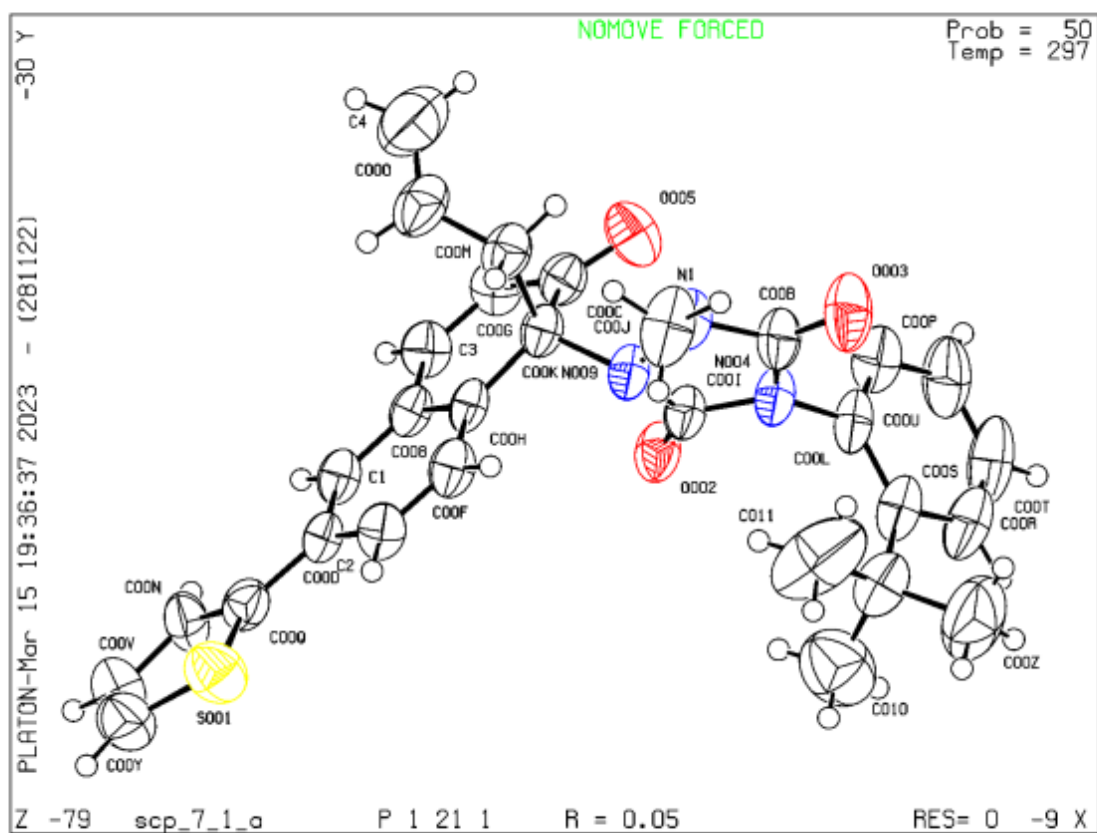 NOMOVE FORCED
Prob = 50
Temp = 297
PLATON-Mar 15 19:36:37 2023 - (281122) -30 Y
C4
C00O
O005
C00M
N1
O003
C00C
C00B
C00J
C00P
C00G
C3
C00K
N009
N004
C00I
C00U
C00H
C008
C00L
C1
C00S
O002
C00F
C00T
C011
C00R
C00D
C2
C00N
C00Q
C00V
C00Z
S001
C010
C00Y
Z -79 scp_7_1_a P 1 21 1 R = 0.05 RES= 0 -9 X